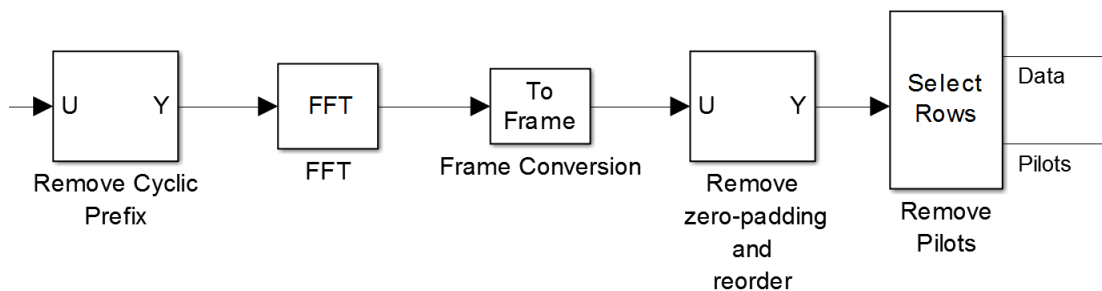 U Y
Remove Cyclic
Prefix
FFT
FFT
To
Frame
Frame Conversion
U Y
Remove
zero-padding
and
reorder
Select
Rows
Remove
Pilots
Data
Pilots